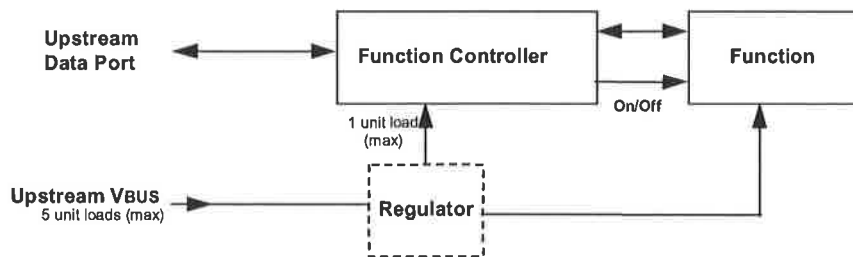 Upstream
Data Port
Function Controller
Function
On/Off
1 unit load
(max)
Upstream VBUS
5 unit loads (max)
Regulator